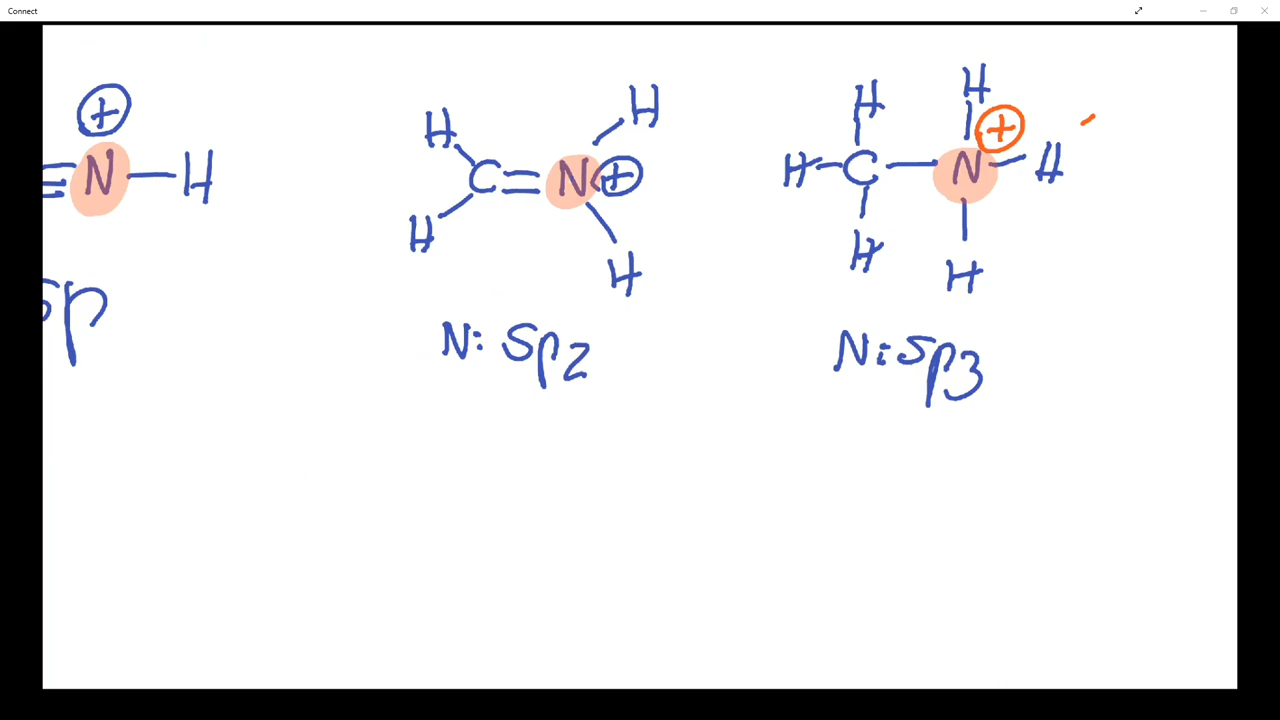 Connect
⊕
≡N—H
sp
H H
C=N⊕
H H
N: Sp2
H H
⊕
H—C—N—H
H H
N: Sp3